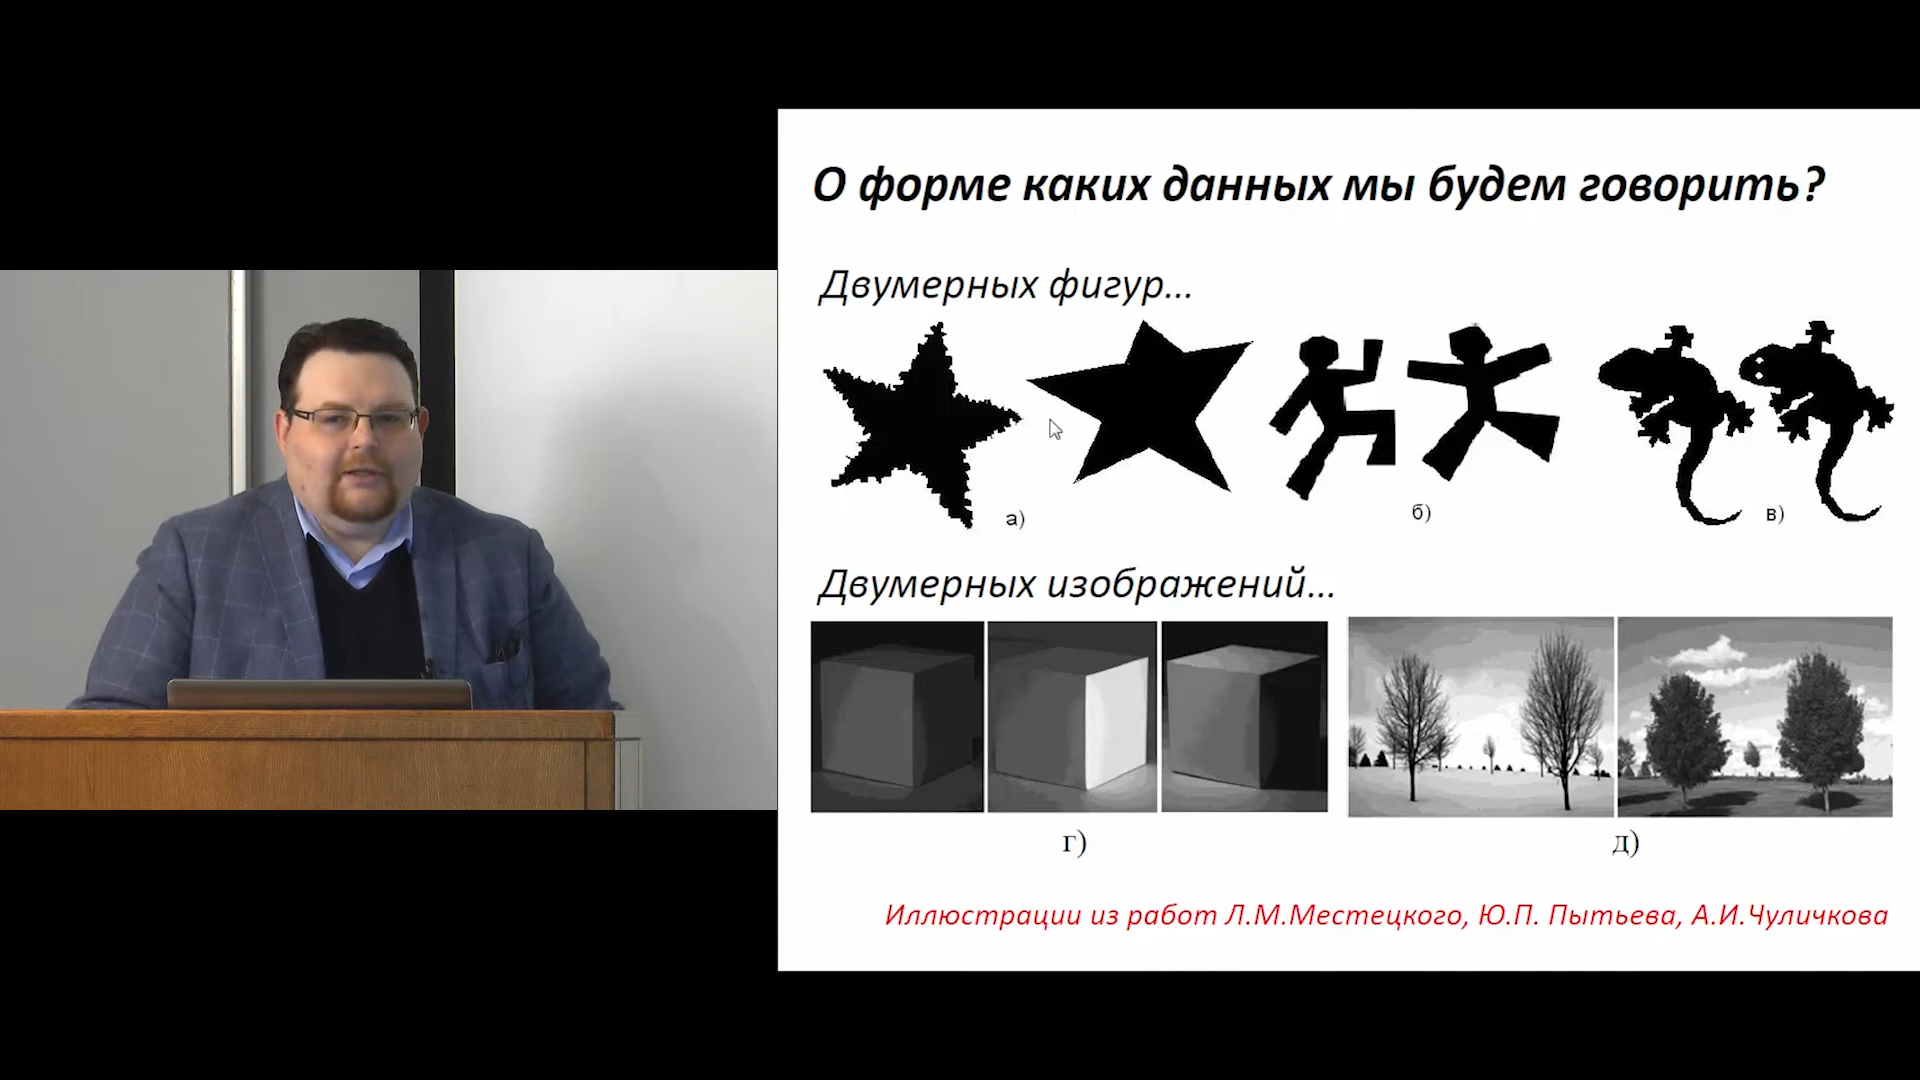 О форме каких данных мы будем говорить?
Двумерных фигур...
а)
б)
в)
Двумерных изображений...
г)
д)
Иллюстрации из работ Л.М.Местецкого, Ю.П. Пытьева, А.И.Чуличкова